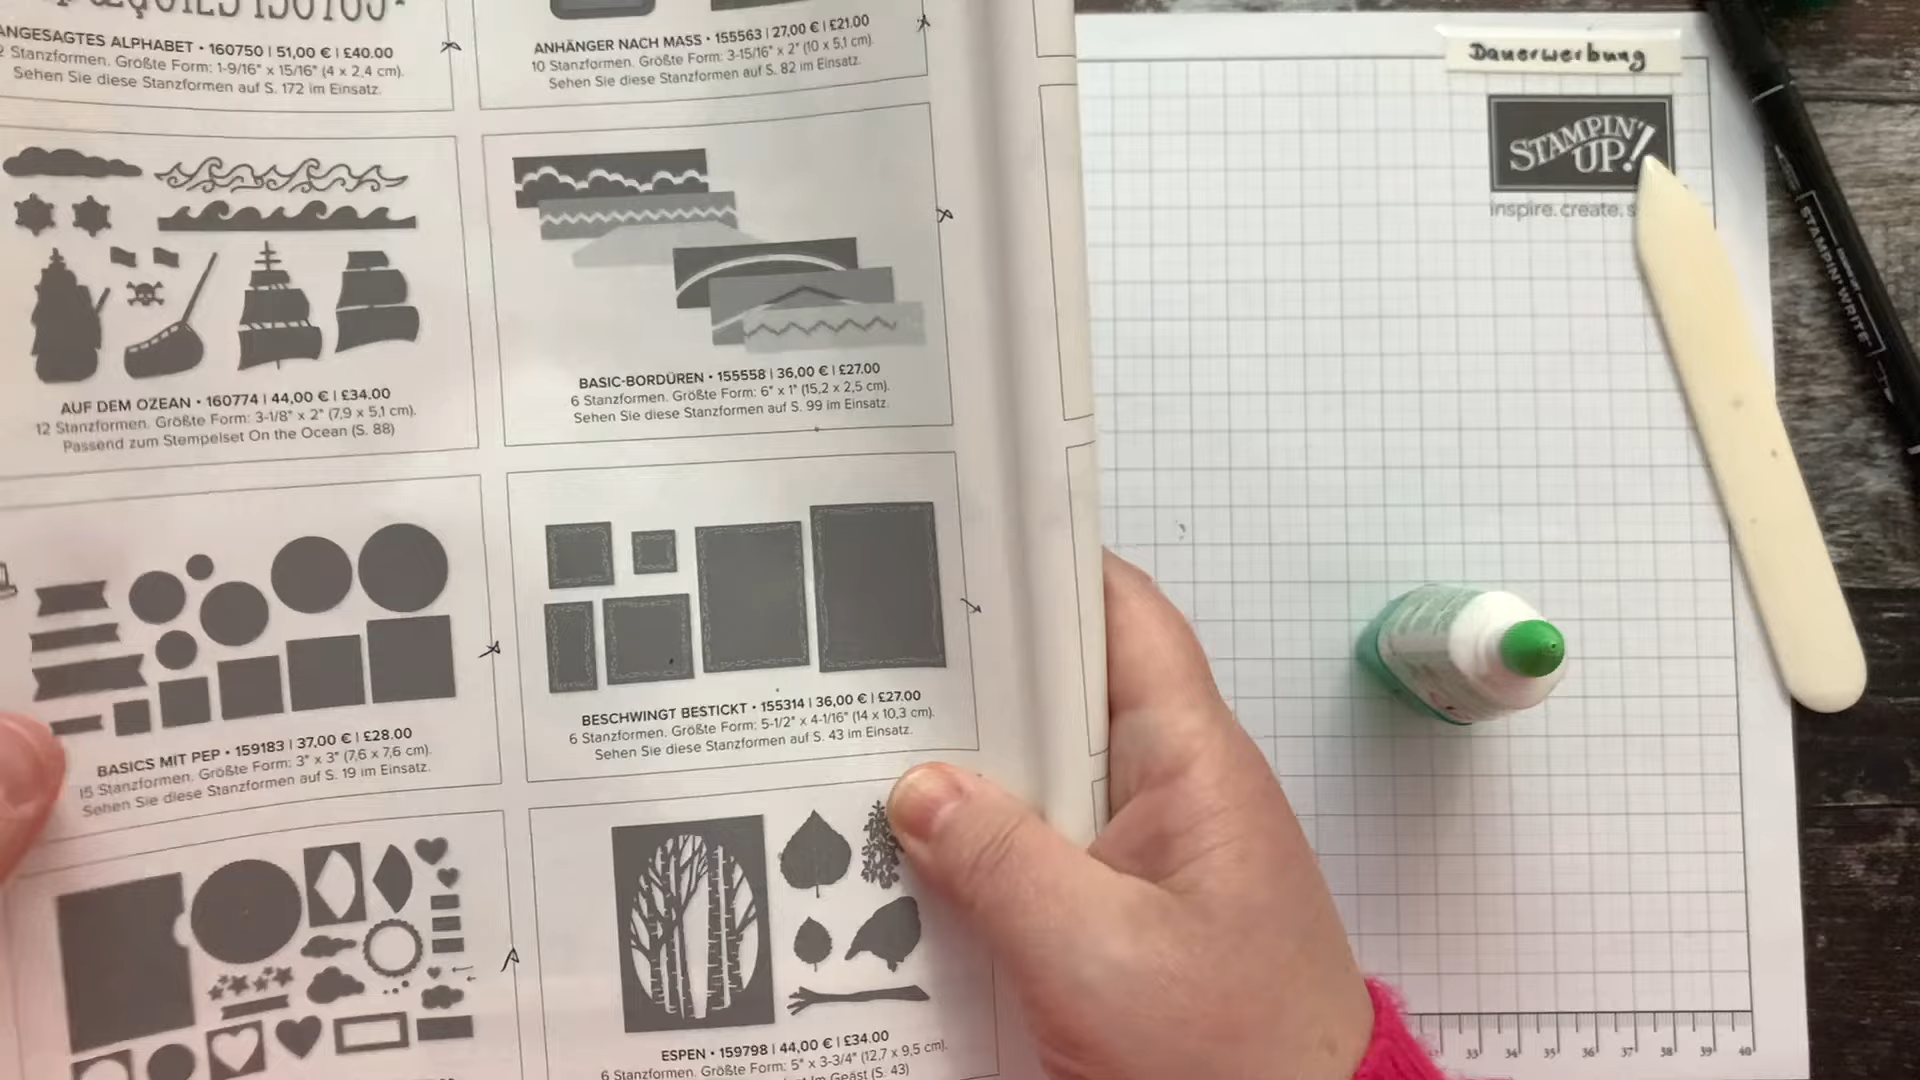 ANGESAGTES ALPHABET • 160750 | 51,00 € | £40.00
Stanzformen. Größte Form: 1-9/16" x 15/16" (4 x 2,4 cm).
Sehen Sie diese Stanzformen auf S. 172 im Einsatz.
ANHÄNGER NACH MASS • 155563 | 27,00 € | £21.00
10 Stanzformen. Größte Form: 3-15/16" x 2" (10 x 5,1 cm).
Sehen Sie diese Stanzformen auf S. 82 im Einsatz.
AUF DEM OZEAN • 160774 | 44,00 € | £34.00
12 Stanzformen. Größte Form: 3-1/8" x 2" (7,9 x 5,1 cm).
Passend zum Stempelset On the Ocean (S. 88)
BASIC-BORDÜREN • 155558 | 36,00 € | £27.00
6 Stanzformen. Größte Form: 6" x 1" (15,2 x 2,5 cm).
Sehen Sie diese Stanzformen auf S. 99 im Einsatz.
BASICS MIT PEP • 159183 | 37,00 € | £28.00
15 Stanzformen. Größte Form: 3" x 3" (7,6 x 7,6 cm).
Sehen Sie diese Stanzformen auf S. 19 im Einsatz.
BESCHWINGT BESTICKT • 155314 | 36,00 € | £27.00
6 Stanzformen. Größte Form: 5-1/2" x 4-1/16" (14 x 10,3 cm).
Sehen Sie diese Stanzformen auf S. 43 im Einsatz.
ESPEN • 159798 | 44,00 € | £34.00
6 Stanzformen. Größte Form: 5" x 3-3/4" (12,7 x 9,5 cm).
Geäst (S. 43)
Dauerwerbung
STAMPIN' UP!
inspire. create.
STAMPIN' WRITE
33 34 35 36 37 38 39 40